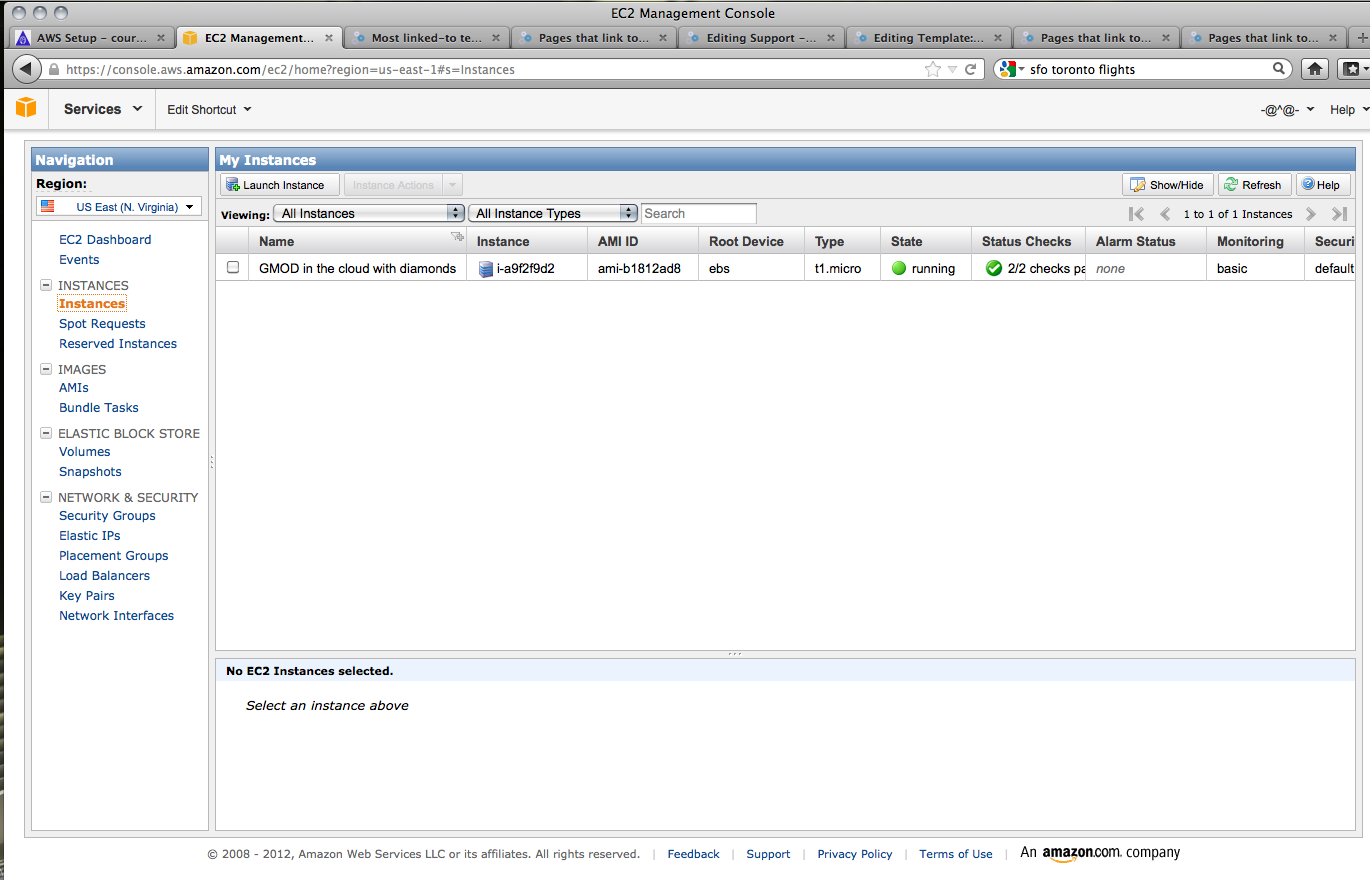 EC2 Management Console
AWS Setup – cour... EC2 Management... Most linked-to te... Pages that link to... Editing Support –... Editing Template:... Pages that link to... Pages that link to...
https://console.aws.amazon.com/ec2/home?region=us-east-1#s=Instances sfo toronto flights
Services Edit Shortcut -@^@- Help
Navigation
Region:
US East (N. Virginia)
EC2 Dashboard
Events
INSTANCES
Instances
Spot Requests
Reserved Instances
IMAGES
AMIs
Bundle Tasks
ELASTIC BLOCK STORE
Volumes
Snapshots
NETWORK & SECURITY
Security Groups
Elastic IPs
Placement Groups
Load Balancers
Key Pairs
Network Interfaces
My Instances
Launch Instance Instance Actions Show/Hide Refresh Help
Viewing: All Instances All Instance Types Search 1 to 1 of 1 Instances
Name Instance AMI ID Root Device Type State Status Checks Alarm Status Monitoring Securi
GMOD in the cloud with diamonds i-a9f2f9d2 ami-b1812ad8 ebs t1.micro running 2/2 checks pa none basic default
No EC2 Instances selected.
Select an instance above
© 2008 - 2012, Amazon Web Services LLC or its affiliates. All rights reserved. | Feedback | Support | Privacy Policy | Terms of Use | An amazon.com. company